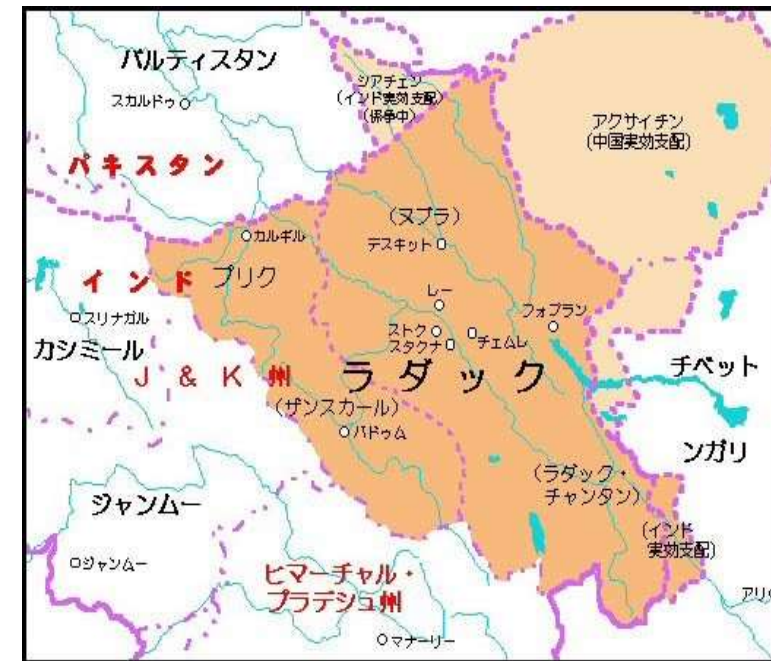 バルティスタン
スカルドゥ
シアチェン
(インド実効支配)
(係争中)
アクサイチン
(中国実効支配)
パキスタン
(ヌブラ)
カルギル
デスキット
インド
プリク
レー
フォブラン
スリナガル
ストク
スタクナ
チェムレ
カシミール
J & K 州
ラダック
チベット
(ザンスカール)
パドゥム
ンガリ
(ラダック・
チャンタン)
ジャンムー
(インド
実効支配)
ジャンムー
ヒマーチャル・
プラデシュ州
アリ
マナーリー